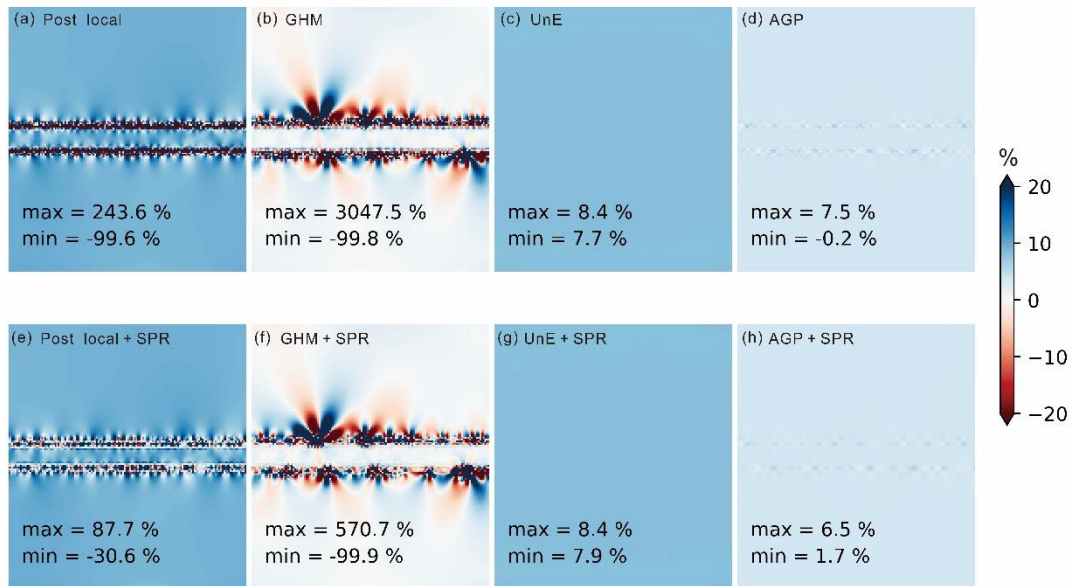 (a) Post local
(b) GHM
(c) UnE
(d) AGP
max = 243.6 %
min = -99.6 %
max = 3047.5 %
min = -99.8 %
max = 8.4 %
min = 7.7 %
max = 7.5 %
min = -0.2 %
%
20
10
0
−10
−20
(e) Post local + SPR
(f) GHM + SPR
(g) UnE + SPR
(h) AGP + SPR
max = 87.7 %
min = -30.6 %
max = 570.7 %
min = -99.9 %
max = 8.4 %
min = 7.9 %
max = 6.5 %
min = 1.7 %